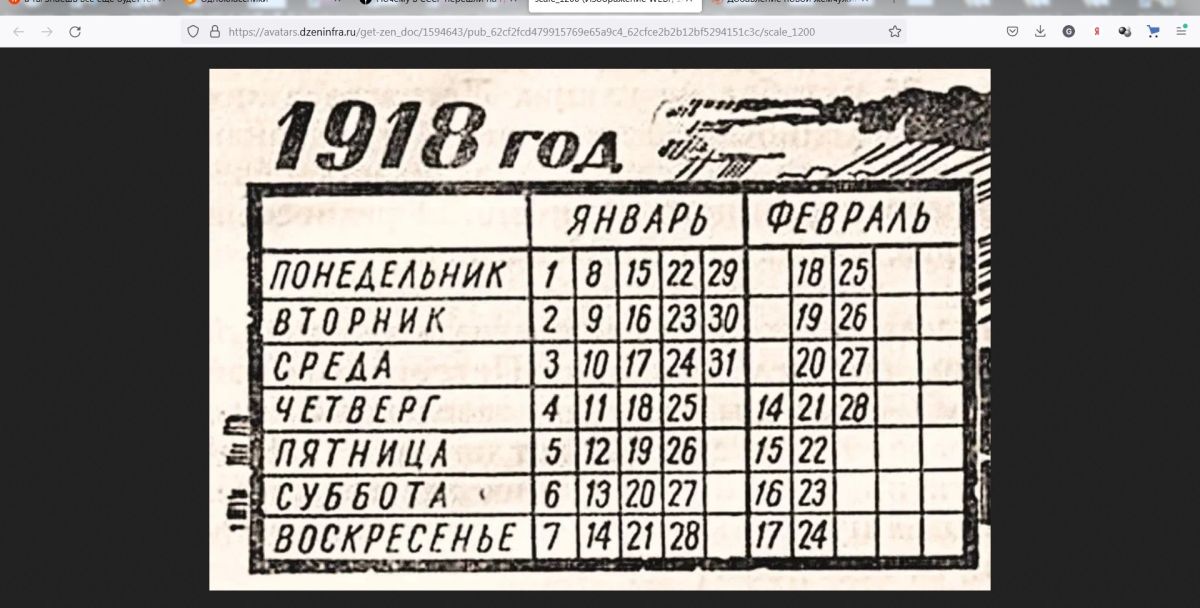 https://avatars.dzeninfra.ru/get-zen_doc/1594643/pub_62cf2fcd479915769e65a9c4_62cfce2b2b12bf5294151c3c/scale_1200
1918 год
ЯНВАРЬ ФЕВРАЛЬ
ПОНЕДЕЛЬНИК 1 8 15 22 29 18 25
ВТОРНИК 2 9 16 23 30 19 26
СРЕДА 3 10 17 24 31 20 27
ЧЕТВЕРГ 4 11 18 25 14 21 28
ПЯТНИЦА 5 12 19 26 15 22
СУББОТА 6 13 20 27 16 23
ВОСКРЕСЕНЬЕ 7 14 21 28 17 24